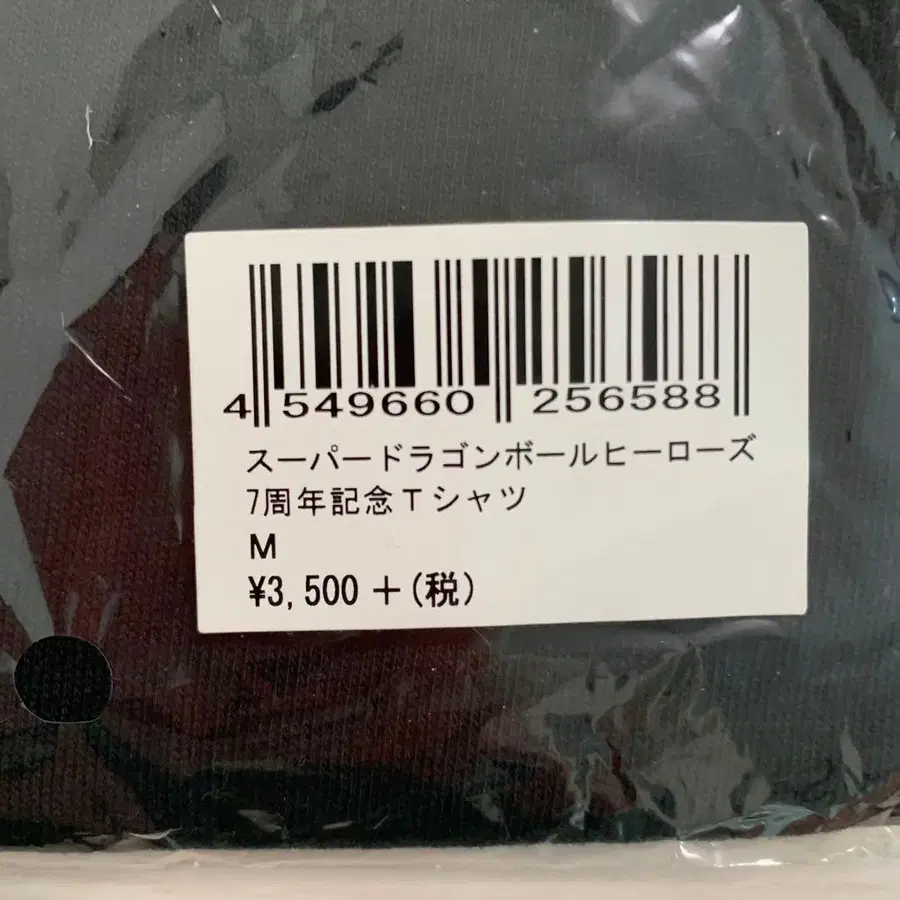 4 549660 256588
スーパードラゴンボールヒーローズ
7周年記念Tシャツ
M
¥3,500+(税)